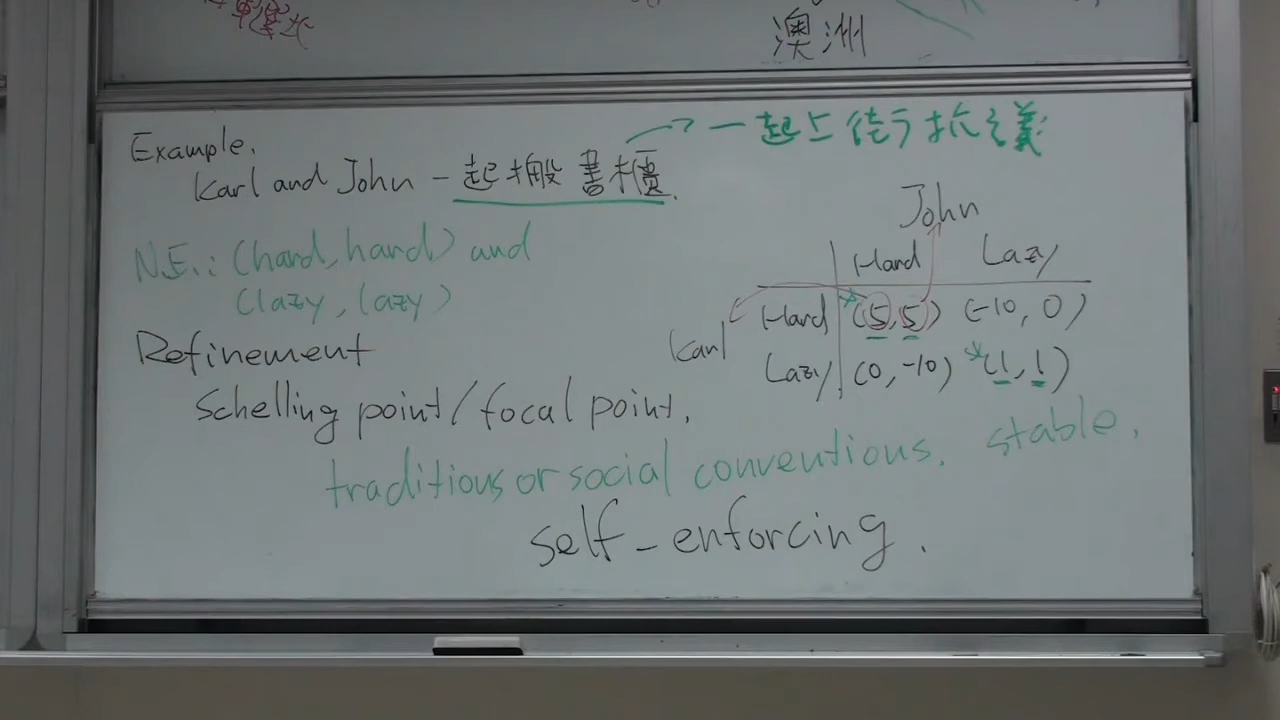 澳洲
Example.
Karl and John 一起搬書櫃.
→ 一起上街头抗議
N.E.: (hard, hard) and
(lazy, lazy)
Refinement
Schelling point/focal point.
traditions or social conventions. stable.
self-enforcing.
John
Hard Lazy
Karl
Hard *(5, 5) (-10, 0)
Lazy (0, -10) *(1, 1)